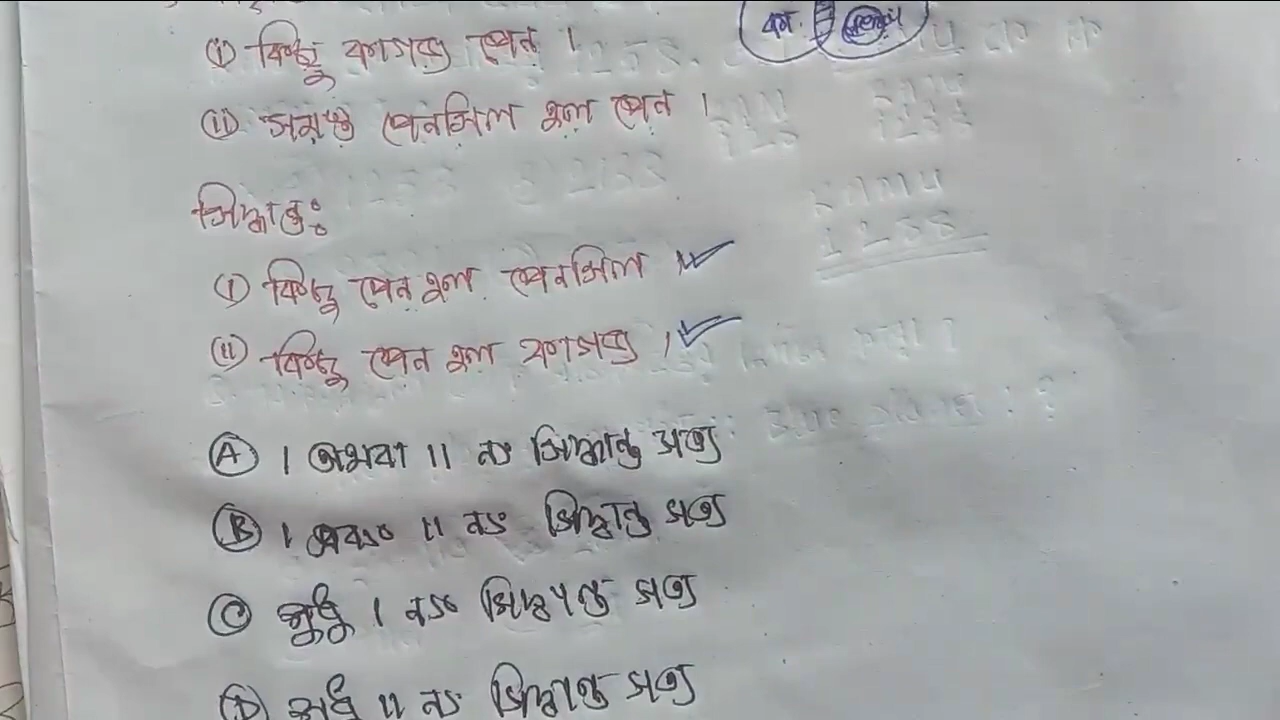 কা. pencil
(i) কিছু কাগজ পেন ।
(ii) সমস্ত পেনসিল হল পেন ।
সিদ্ধান্ত:
(i) কিছু পেন হল পেনসিল
(ii) কিছু পেন হল কাগজ ।
(A) I অথবা II নং সিদ্ধান্ত সত্য
(B) I এবং II নং সিদ্ধান্ত সত্য
(C) শুধু I নং সিদ্ধান্ত সত্য
(D) শুধু II নং সিদ্ধান্ত সত্য